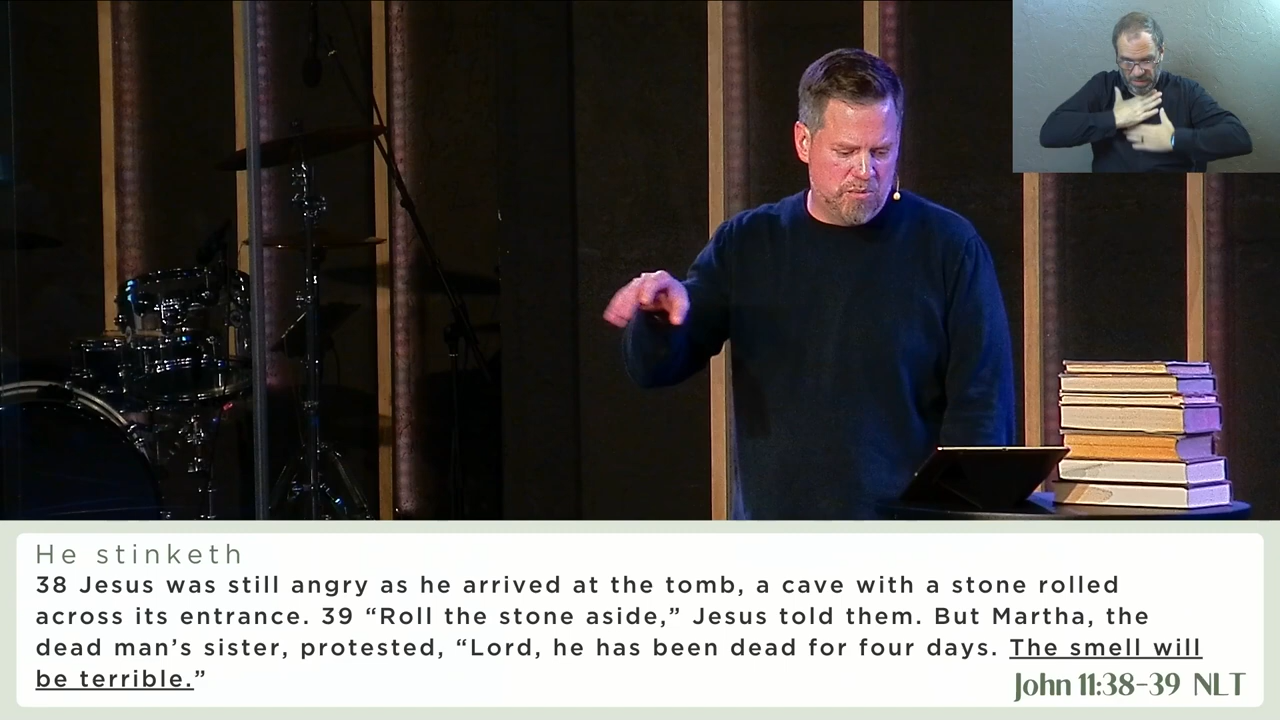 He stinketh
38 Jesus was still angry as he arrived at the tomb, a cave with a stone rolled
across its entrance. 39 “Roll the stone aside,” Jesus told them. But Martha, the
dead man’s sister, protested, “Lord, he has been dead for four days. The smell will
be terrible.”
John 11:38-39 NLT